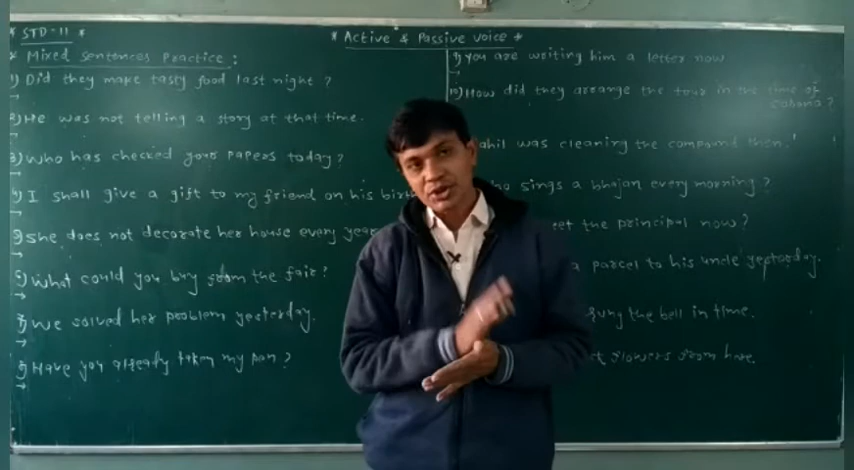 * STD-11 *
* Active & Passive voice *
* Mixed Sentences Practice :
1) Did they make tasty food last night ?
2) He was not telling a story at that time.
3) Who has checked your papers today ?
4) I shall give a gift to my friend on his birth
5) She does not decorate her house every year
6) What could you buy from the fair ?
7) We solved her problem yesterday.
8) Have you already taken my pen ?
9) You are writing him a letter now
10) How did they arrange the tour in the time of
corona ?
ahil was cleaning the compound then.
ho sings a bhajan every morning ?
eet the principal now ?
a parcel to his uncle yesterday.
rung the bell in time.
t flowers from here.